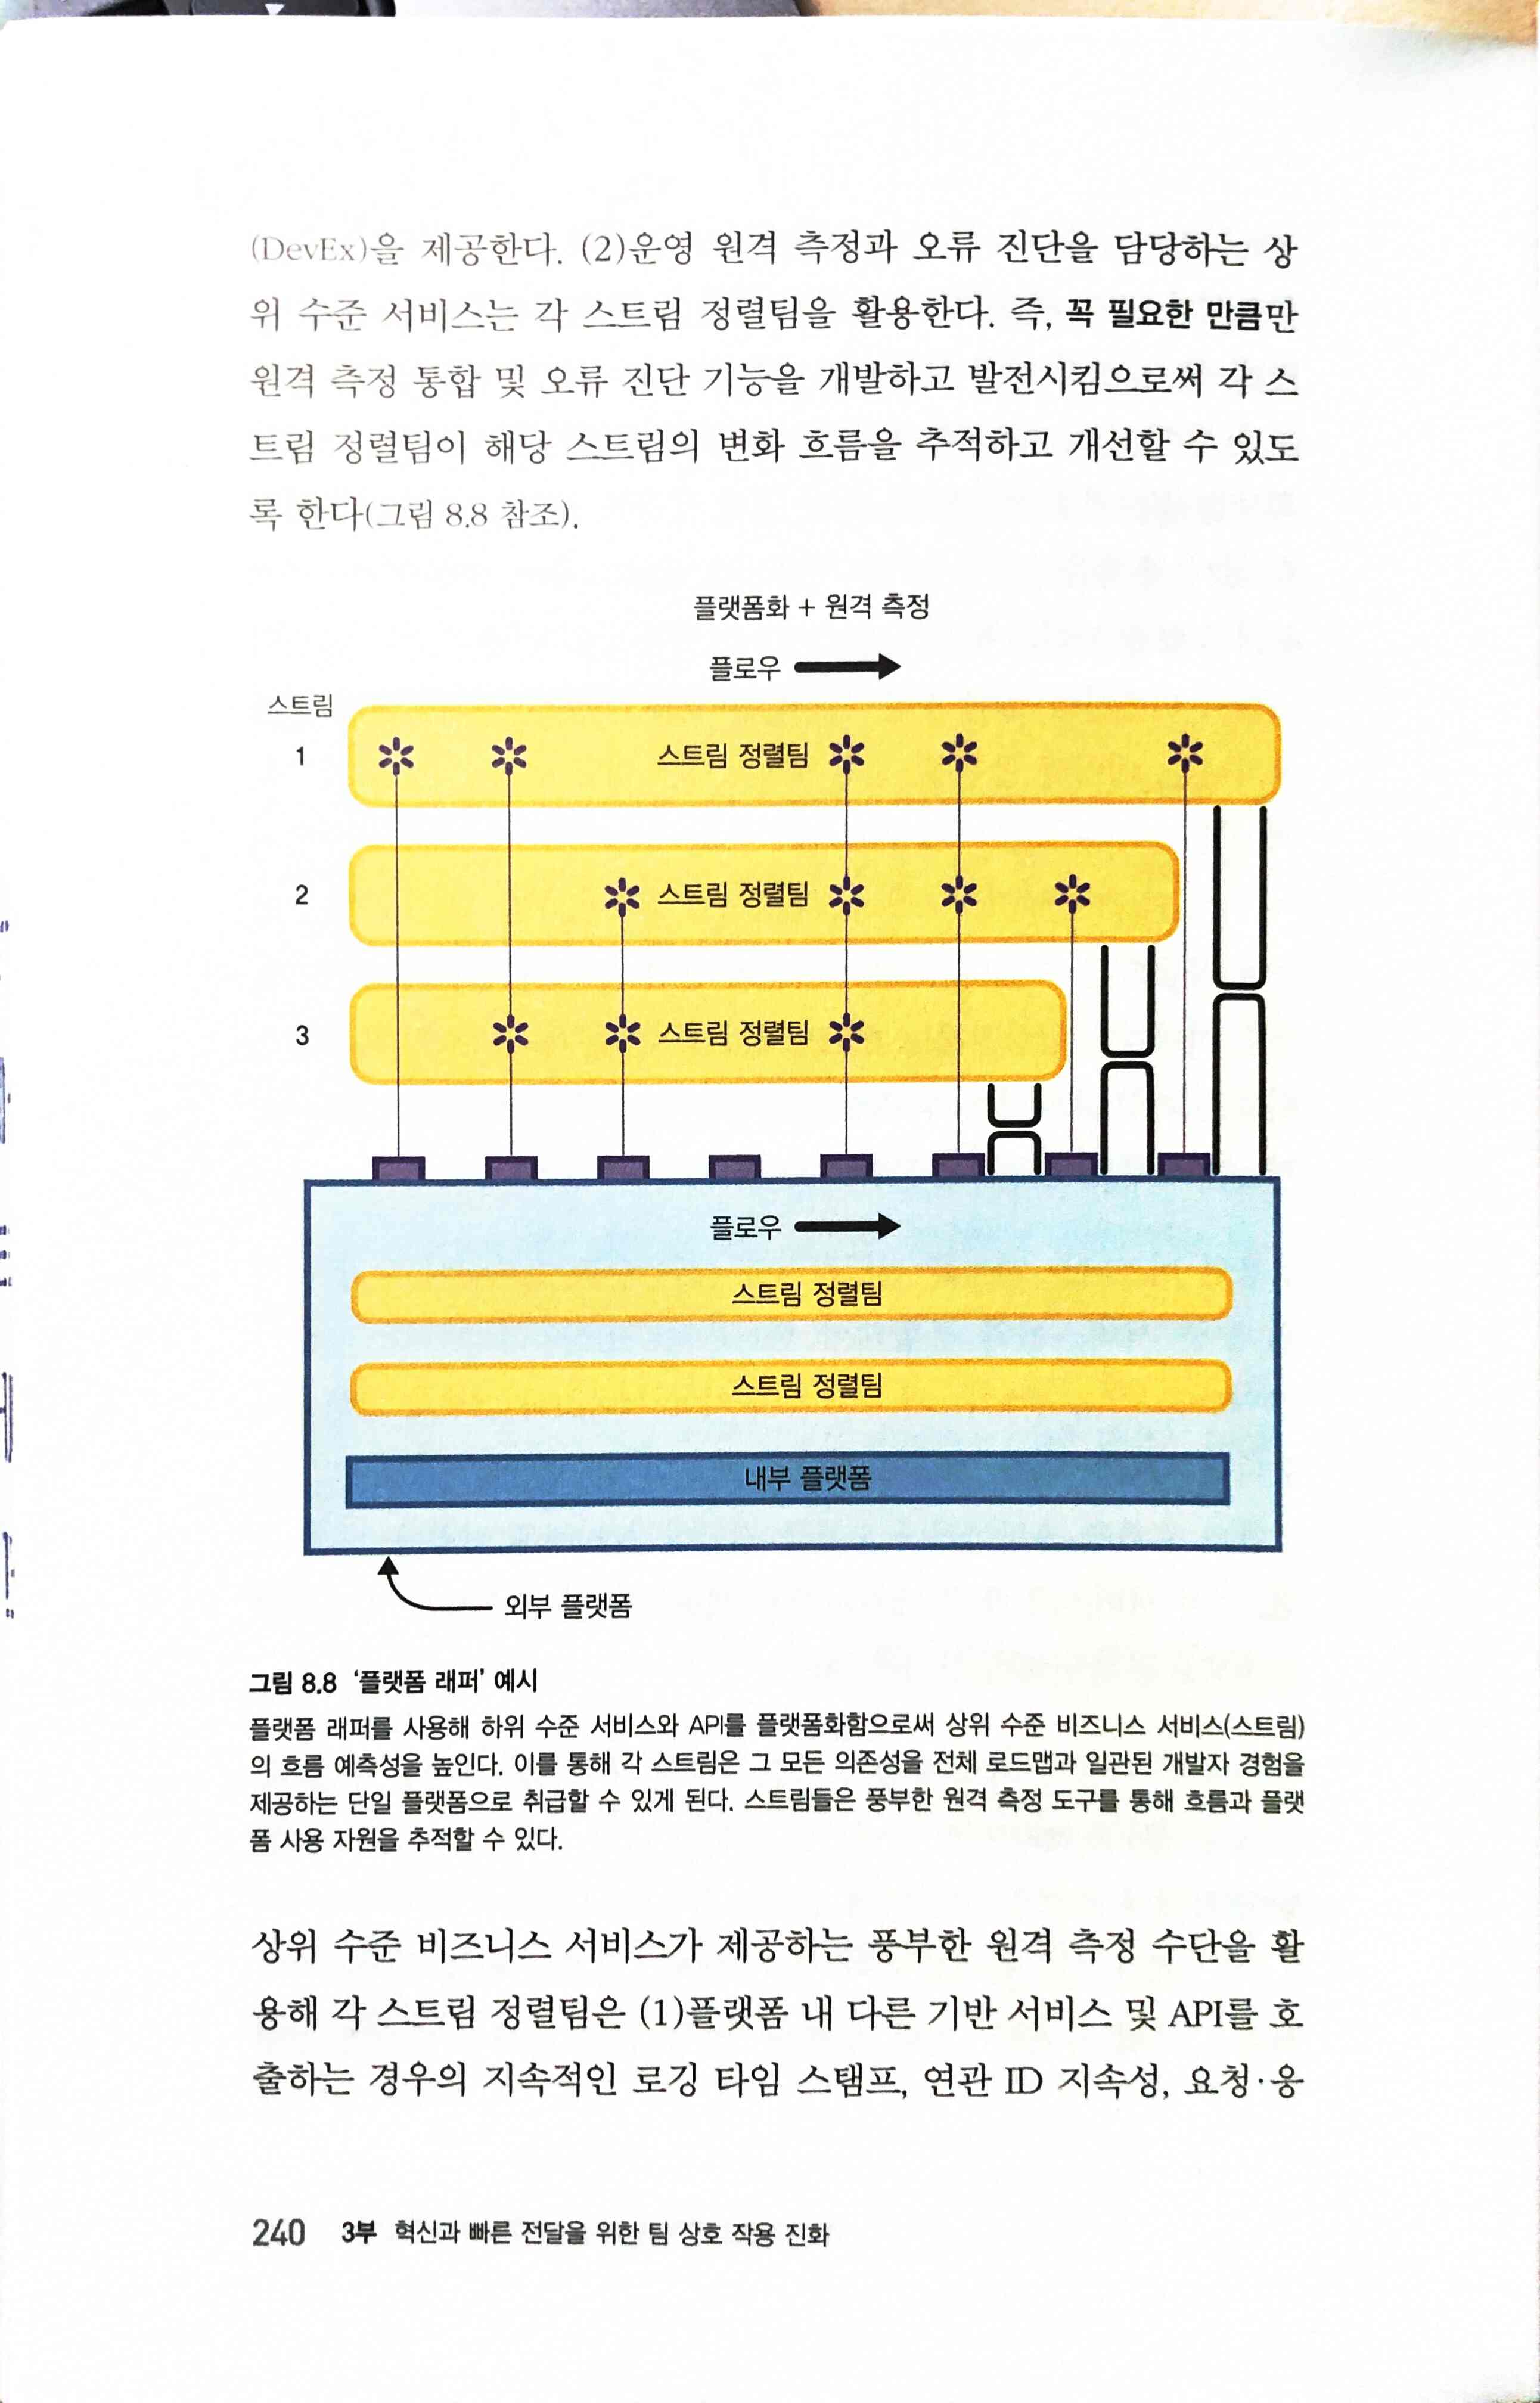 (DevEx)을 제공한다. (2)운영 원격 측정과 오류 진단을 담당하는 상
위 수준 서비스는 각 스트림 정렬팀을 활용한다. 즉, 꼭 필요한 만큼만
원격 측정 통합 및 오류 진단 기능을 개발하고 발전시킴으로써 각 스
트림 정렬팀이 해당 스트림의 변화 흐름을 추적하고 개선할 수 있도
록 한다(그림 8.8 참조).
플랫폼화 + 원격 측정
플로우
스트림
1 스트림 정렬팀
2 스트림 정렬팀
3 스트림 정렬팀
플로우
스트림 정렬팀
스트림 정렬팀
내부 플랫폼
외부 플랫폼
그림 8.8 ‘플랫폼 래퍼’ 예시
플랫폼 래퍼를 사용해 하위 수준 서비스와 API를 플랫폼화함으로써 상위 수준 비즈니스 서비스(스트림)
의 흐름 예측성을 높인다. 이를 통해 각 스트림은 그 모든 의존성을 전체 로드맵과 일관된 개발자 경험을
제공하는 단일 플랫폼으로 취급할 수 있게 된다. 스트림들은 풍부한 원격 측정 도구를 통해 흐름과 플랫
폼 사용 자원을 추적할 수 있다.
상위 수준 비즈니스 서비스가 제공하는 풍부한 원격 측정 수단을 활
용해 각 스트림 정렬팀은 (1)플랫폼 내 다른 기반 서비스 및 API를 호
출하는 경우의 지속적인 로깅 타임 스탬프, 연관 ID 지속성, 요청·응
240 3부 혁신과 빠른 전달을 위한 팀 상호 작용 진화